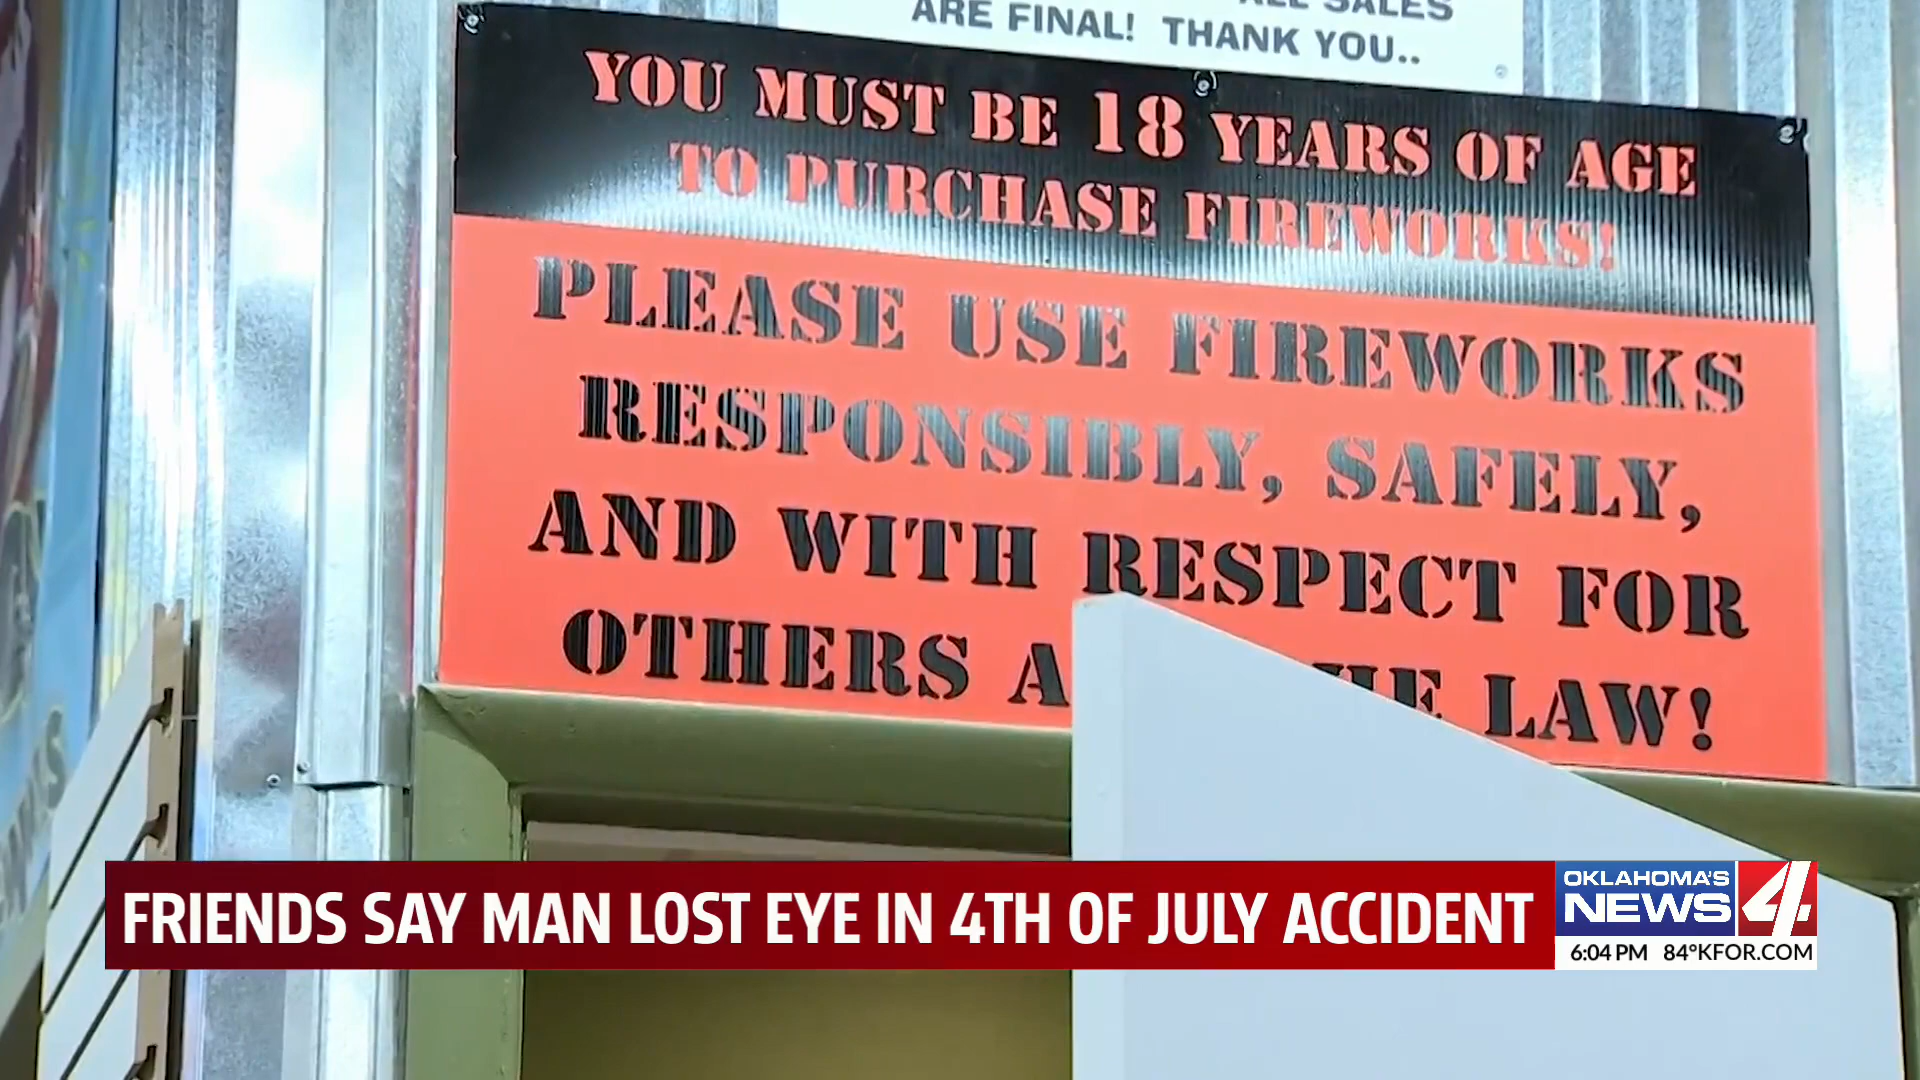 SALES
ARE FINAL! THANK YOU..
YOU MUST BE 18 YEARS OF AGE
TO PURCHASE FIREWORKS!
PLEASE USE FIREWORKS
RESPONSIBLY, SAFELY,
AND WITH RESPECT FOR
OTHERS A HE LAW!
FRIENDS SAY MAN LOST EYE IN 4TH OF JULY ACCIDENT
OKLAHOMA'S
NEWS 4
6:04 PM 84° KFOR.COM